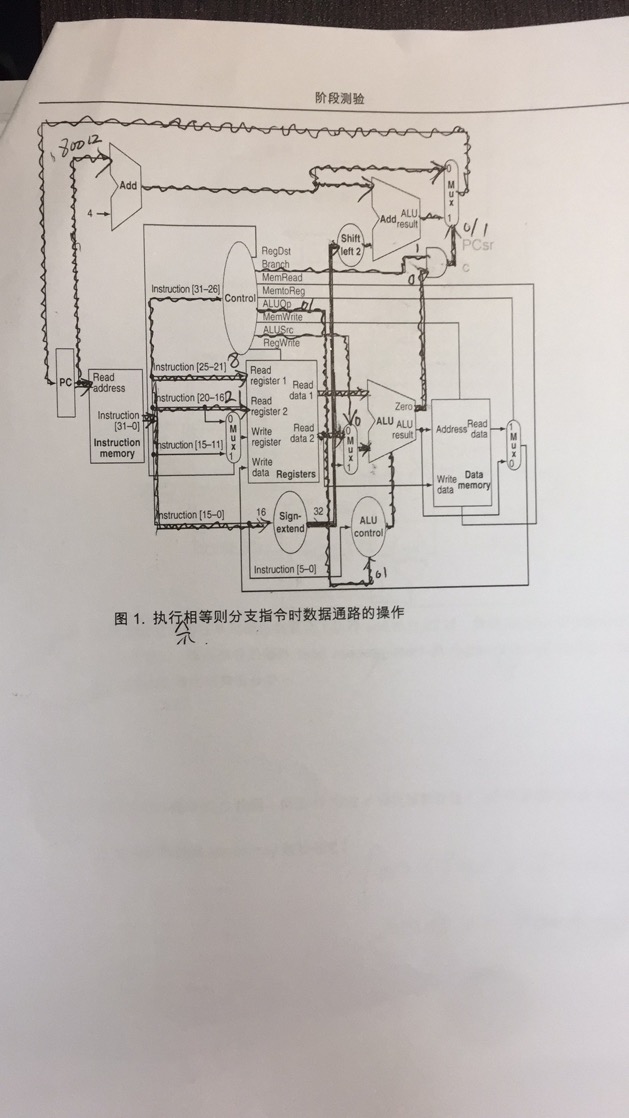 阶段测验
80012
Add
4
Add ALU result
0
M
u
x
1
0/1
PCsr
c
Shift left 2
1
0
RegDst
Branch
MemRead
MemtoReg
ALUOp 01
MemWrite
ALUSrc
RegWrite
Control
Instruction [31–26]
8
Instruction [25–21]
Instruction [20–16]
Instruction [15–11]
Instruction [15–0]
PC
Read address
Instruction [31–0]
Instruction memory
0
M
u
x
1
Read register 1
Read register 2
Write register
Write data
Read data 1
Read data 2
Registers
0
0
M
u
x
1
Zero
ALU ALU result
Address
Read data
Write data
Data memory
1
M
u
x
0
16
Sign-extend
32
ALU control
Instruction [5–0]
01
图 1. 执行相等则分支指令时数据通路的操作